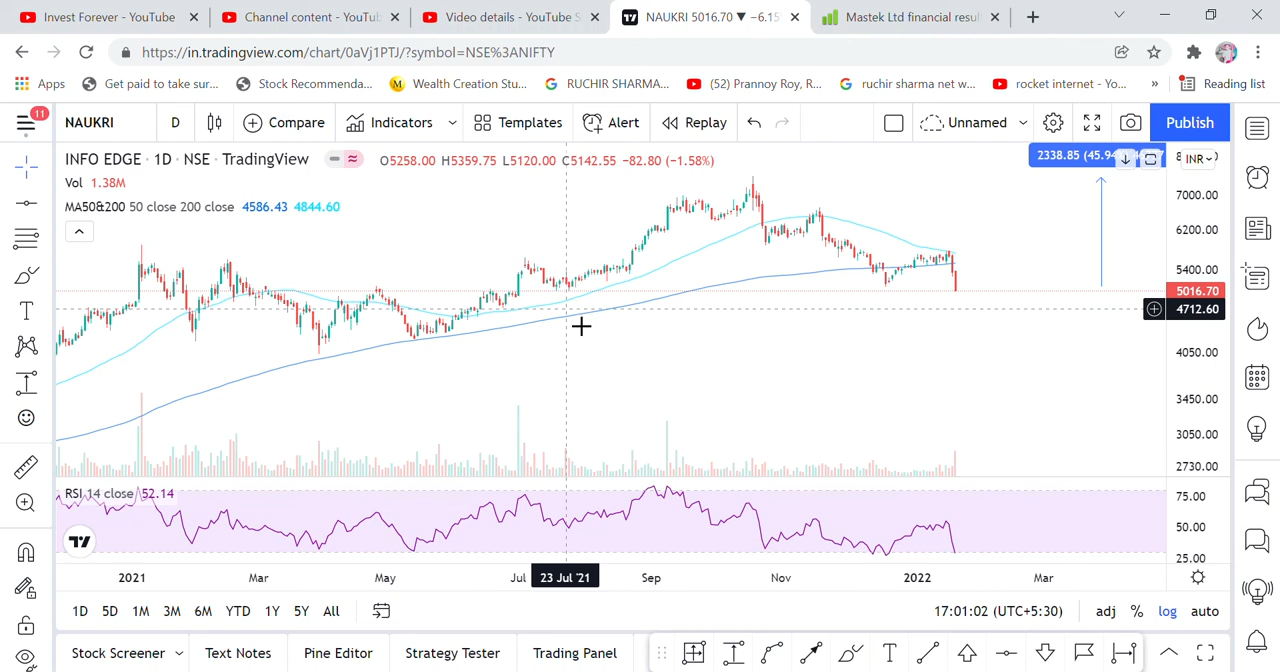 Invest Forever - YouTube
Channel content - YouTub
Video details - YouTube S
NAUKRI 5016.70 ▼ −6.15
Mastek Ltd financial resul
https://in.tradingview.com/chart/0aVj1PTJ/?symbol=NSE%3ANIFTY
Apps
Get paid to take sur...
Stock Recommenda...
Wealth Creation Stu...
RUCHIR SHARMA...
(52) Prannoy Roy, R...
ruchir sharma net w...
rocket internet - Yo...
»
Reading list
11
NAUKRI
D
Compare
Indicators
Templates
Alert
Replay
Unnamed
Publish
INFO EDGE · 1D · NSE · TradingView
O5258.00 H5359.75 L5120.00 C5142.55 −82.80 (−1.58%)
Vol 1.38M
MA50&200 50 close 200 close 4586.43 4844.60
2338.85 (45.94
INR
7000.00
6200.00
5400.00
5016.70
4712.60
4050.00
3450.00
3050.00
2730.00
RSI 14 close 52.14
75.00
50.00
25.00
2021
Mar
May
Jul
23 Jul '21
Sep
Nov
2022
Mar
1D 5D 1M 3M 6M YTD 1Y 5Y All
17:01:02 (UTC+5:30)
adj % log auto
Stock Screener
Text Notes
Pine Editor
Strategy Tester
Trading Panel